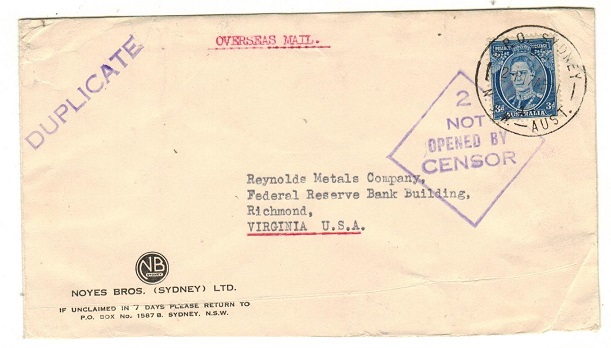 OVERSEAS MAIL.
DUPLICATE
SYDNEY
AUST.
3d 3d
AUSTRALIA
2
NOT
OPENED BY
CENSOR
Reynolds Metals Company,
Federal Reserve Bank Building,
Richmond,
VIRGINIA U.S.A.
NB
SYDNEY
NOYES BROS. (SYDNEY) LTD.
IF UNCLAIMED IN 7 DAYS PLEASE RETURN TO
P.O. BOX No. 1587 B. SYDNEY, N.S.W.